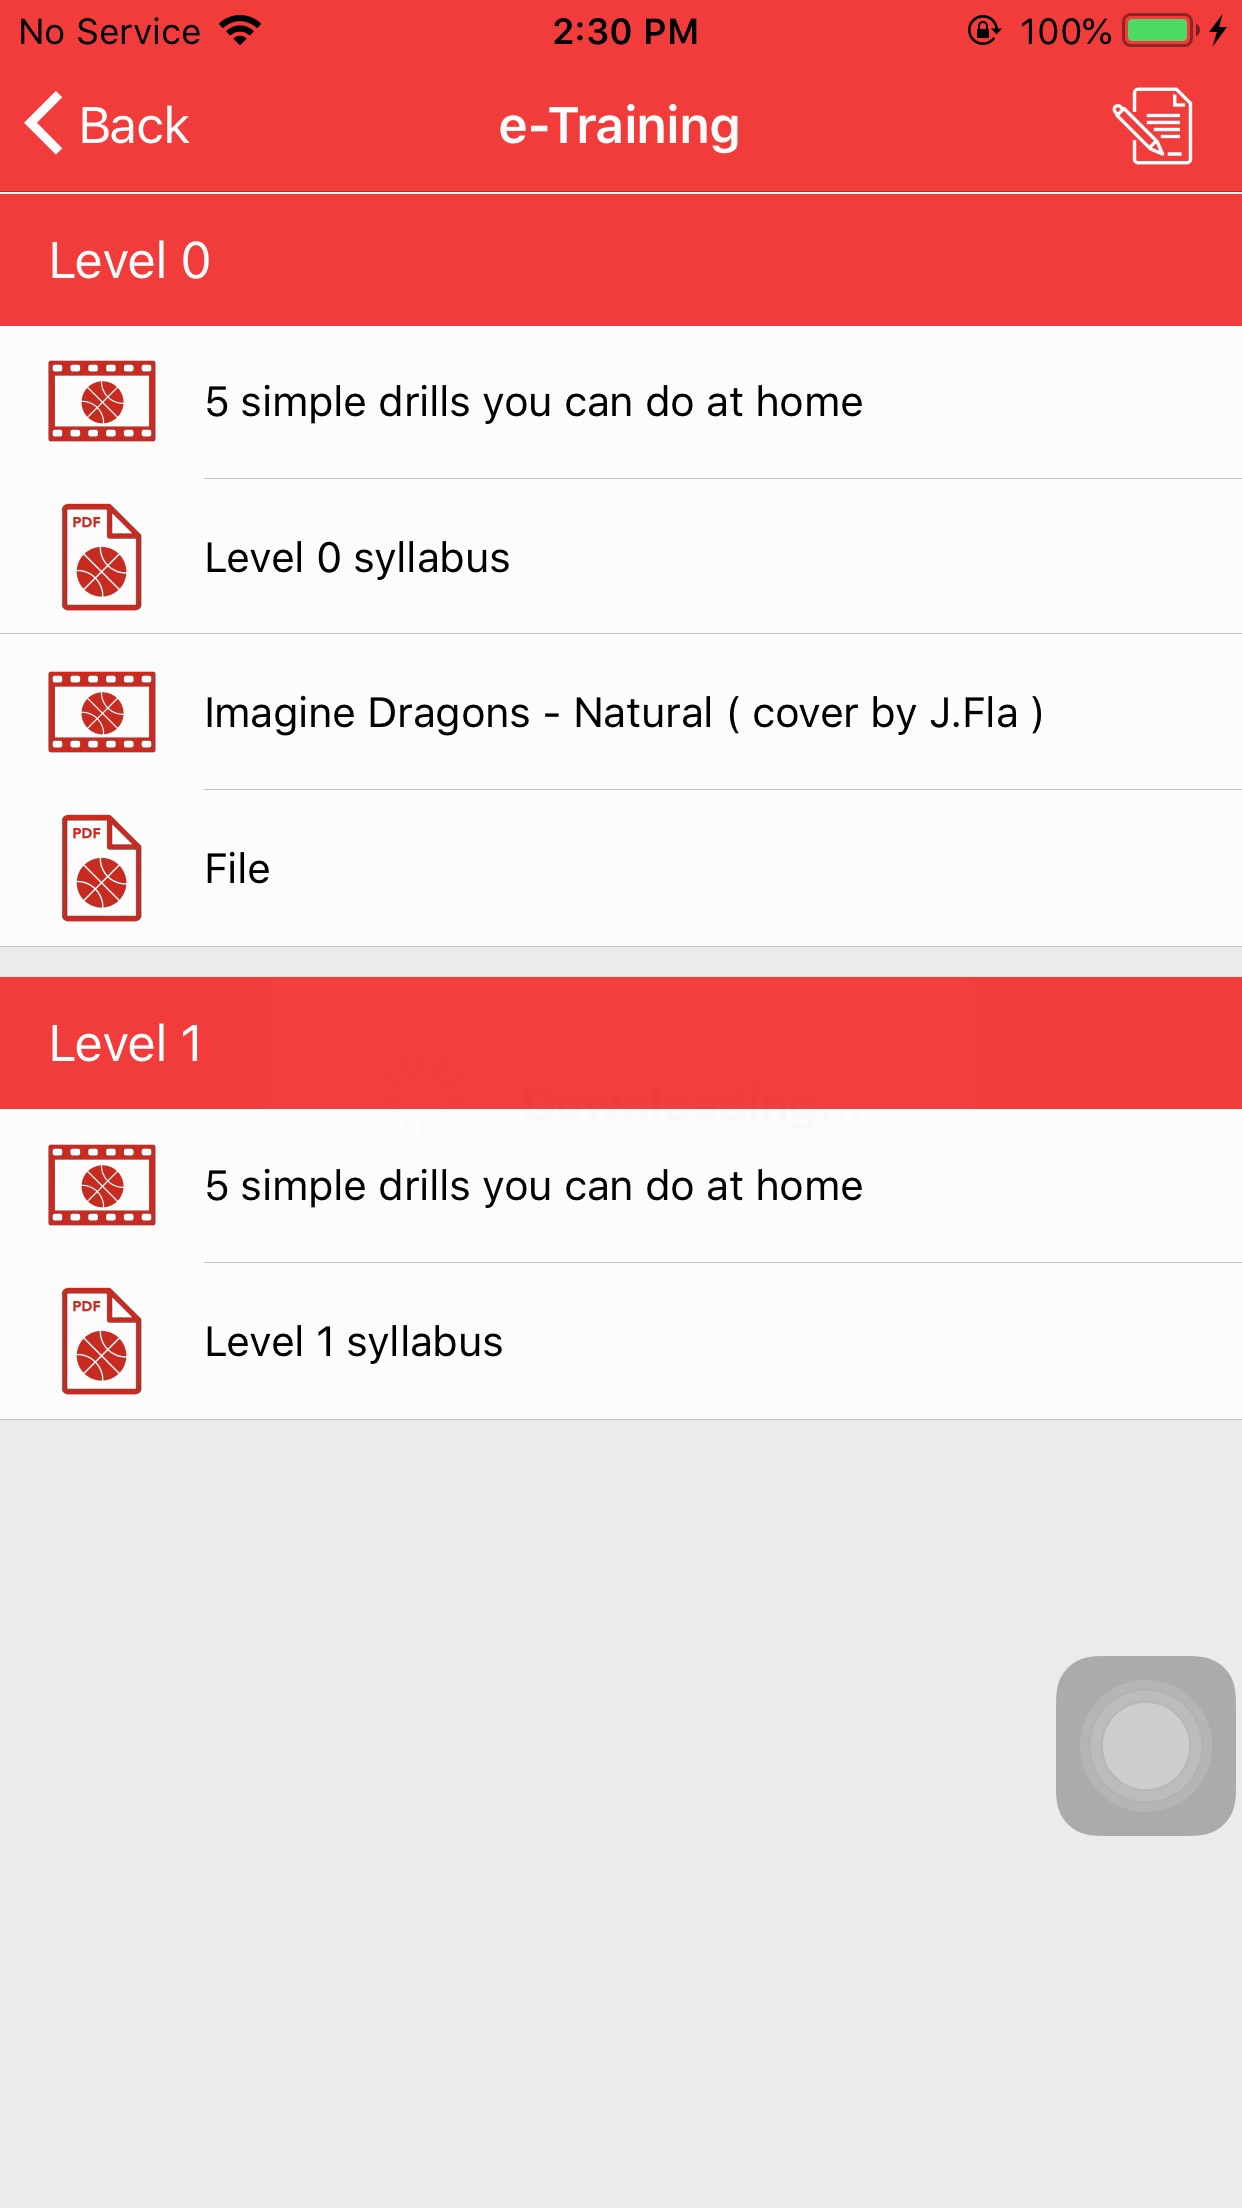 No Service 2:30 PM 100%
Back e-Training
Level 0
5 simple drills you can do at home
PDF
Level 0 syllabus
Imagine Dragons - Natural ( cover by J.Fla )
PDF
File
Level 1
Downloading...
5 simple drills you can do at home
PDF
Level 1 syllabus